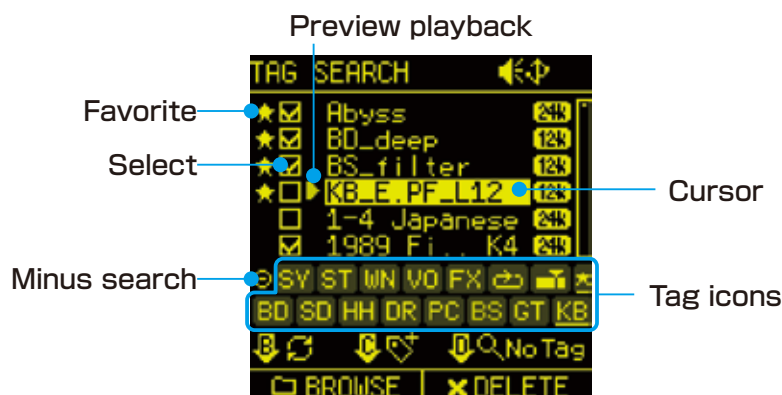 Preview playback
TAG SEARCH
Favorite
Abyss 24k
BD_deep 12k
Select
BS_filter 12k
KB_E.PF_L12 12k
Cursor
1-4 Japanese 24k
1989 Fi.. K4 24k
Minus search
SY ST WN VO FX
Tag icons
BD SD HH DR PC BS GT KB
B C D No Tag
BROWSE DELETE